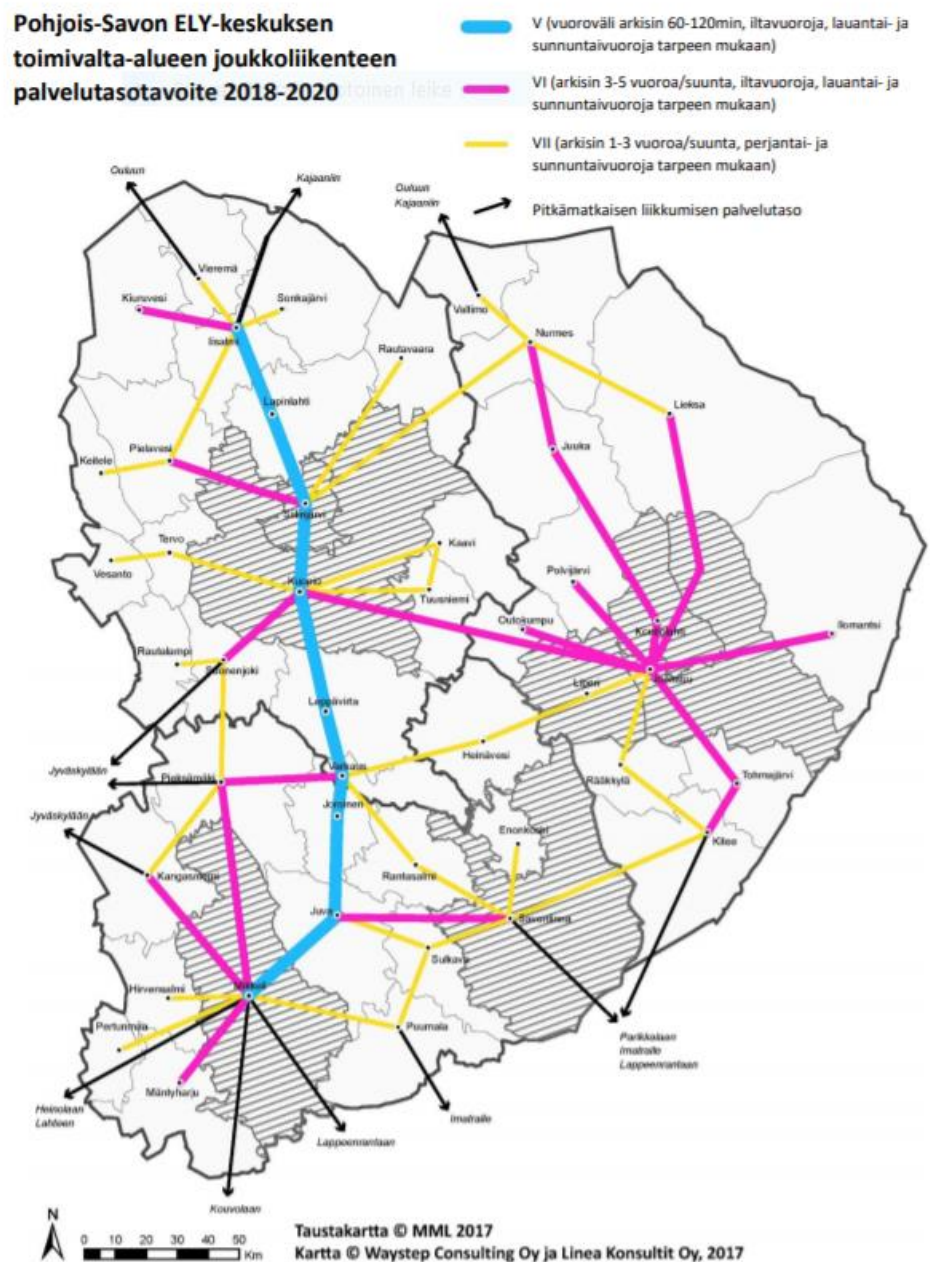 Pohjois-Savon ELY-keskuksen
toimivalta-alueen joukkoliikenteen
palvelutasotavoite 2018-2020
V (vuoroväli arkisin 60-120min, iltavuoroja, lauantai- ja
sunnuntaivuoroja tarpeen mukaan)
VI (arkisin 3-5 vuoroa/suunta, iltavuoroja, lauantai- ja
sunnuntaivuoroja tarpeen mukaan)
VII (arkisin 1-3 vuoroa/suunta, perjantai- ja
sunnuntaivuoroja tarpeen mukaan)
Pitkämatkaisen liikkumisen palvelutaso
Ouluun
Kajaaniin
Ouluun
Kajaaniin
Vieremä
Kiuruvesi
Sonkajärvi
Iisalmi
Valtimo
Nurmes
Rautavaara
Lapinlahti
Lieksa
Juuka
Pielavesi
Keitele
Siilinjärvi
Tervo
Vesanto
Kaavi
Kuopio
Tuusniemi
Polvijärvi
Outokumpu
Kontiolahti
Ilomantsi
Rautalampi
Suonenjoki
Joensuu
Liperi
Leppävirta
Heinävesi
Jyväskylään
Pieksämäki
Varkaus
Rääkkylä
Tohmajärvi
Jyväskylään
Joroinen
Enonkoski
Kitee
Kangasniemi
Rantasalmi
Juva
Savonlinna
Sulkava
Hirvensalmi
Mikkeli
Pertunmaa
Puumala
Parikkalaan
Imatralle
Lappeenrantaan
Mäntyharju
Heinolaan
Lahteen
Imatralle
Lappeenrantaan
Kouvolaan
N
0 10 20 30 40 50
Km
Taustakartta © MML 2017
Kartta © Waystep Consulting Oy ja Linea Konsultit Oy, 2017